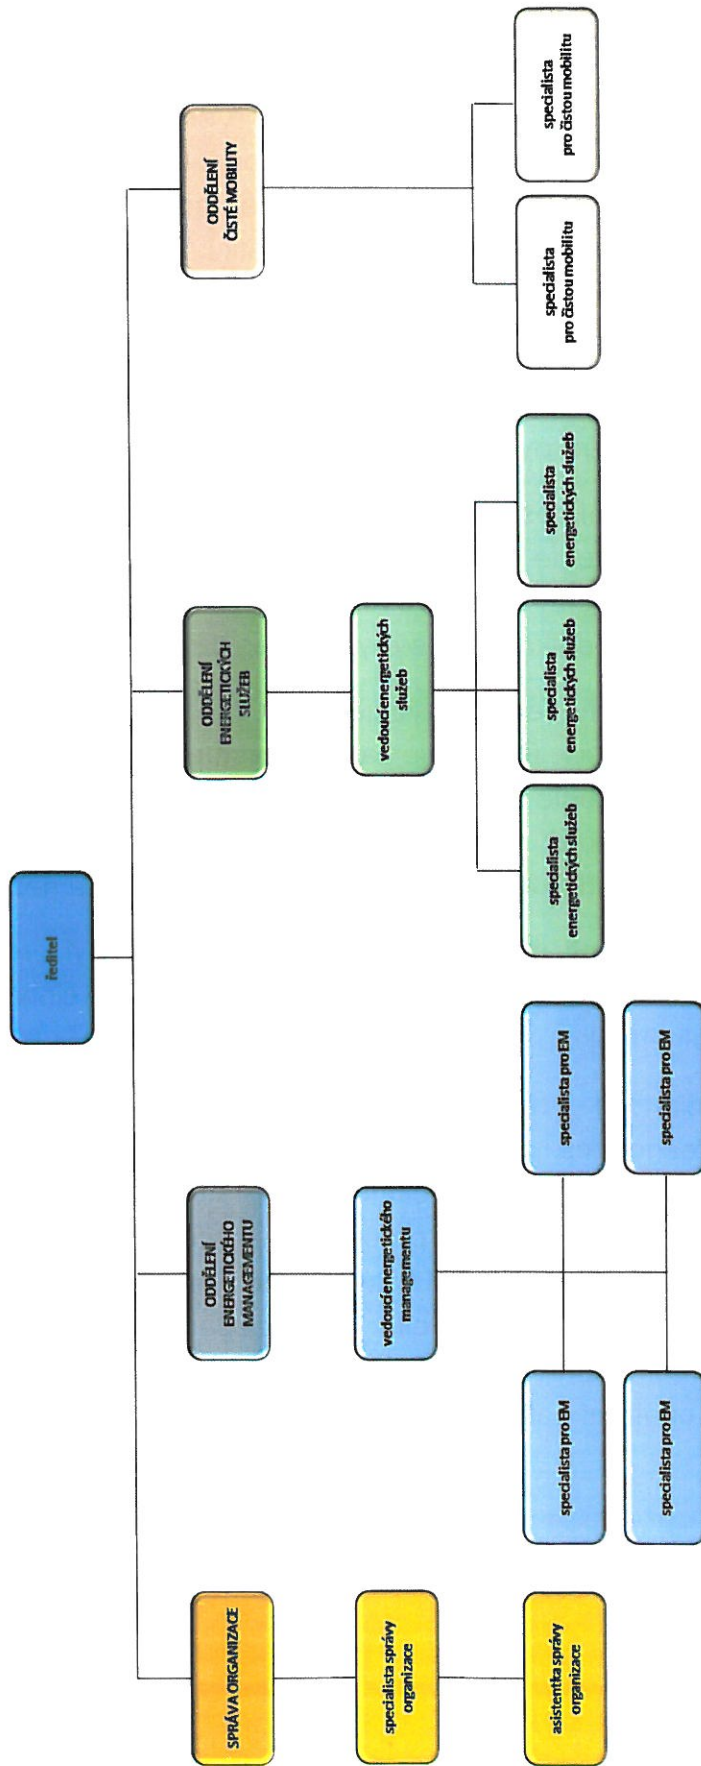 ředitel
SPRÁVA ORGANIZACE
ODDĚLENÍ
ENERGETICKÉHO
MANAGEMENTU
ODDĚLENÍ
ENERGETICKÝCH
SLUŽEB
ODDĚLENÍ
ČISTÉ MOBILITY
specialista správy
organizace
vedoucí energetického
managementu
vedoucí energetických
služeb
asistentka správy
organizace
specialista pro EM
specialista pro EM
specialista
energetických služeb
specialista
energetických služeb
specialista
energetických služeb
specialista
pro čistou mobilitu
specialista
pro čistou mobilitu
specialista pro EM
specialista pro EM